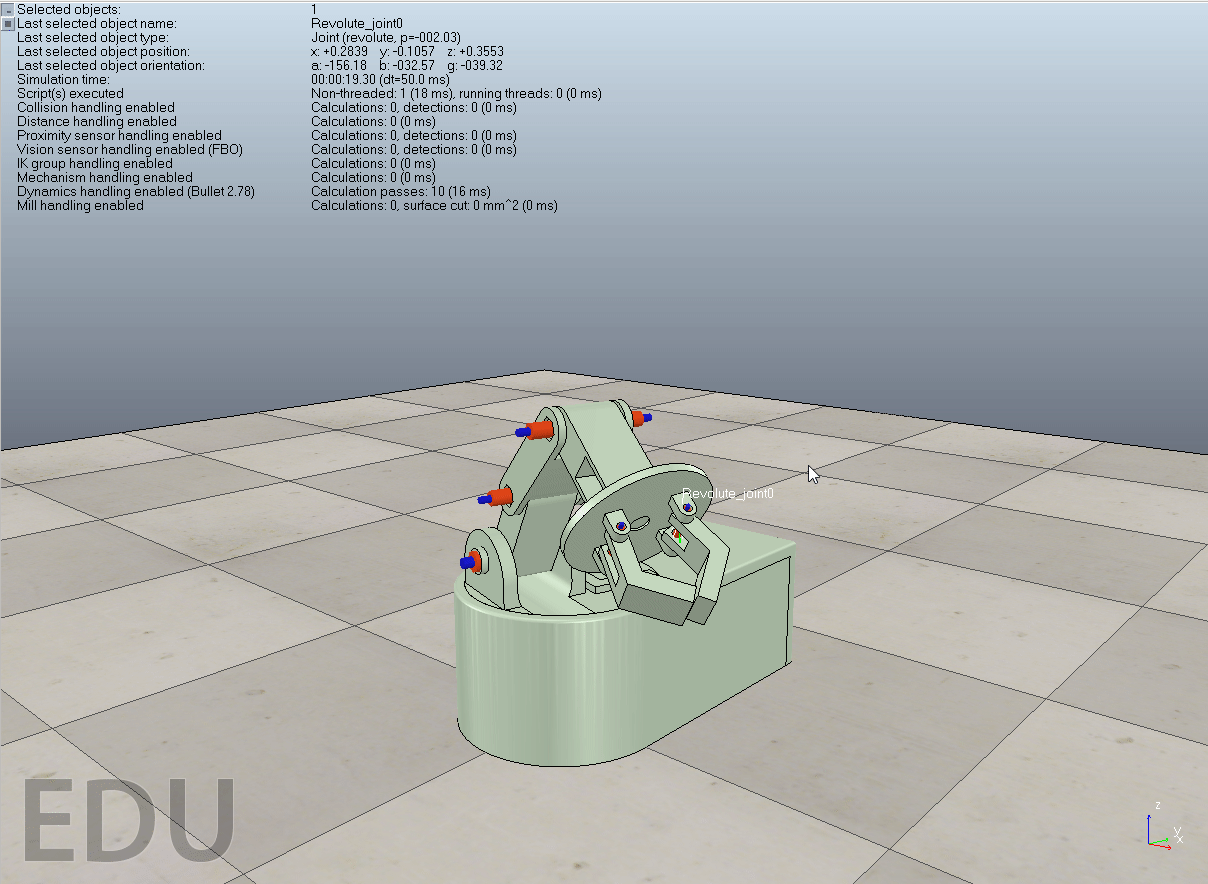 Selected objects: 1
Last selected object name: Revolute_joint0
Last selected object type: Joint (revolute, p=-002.03)
Last selected object position: x: +0.2839 y: -0.1057 z: +0.3553
Last selected object orientation: a: -156.18 b: -032.57 g: -039.32
Simulation time: 00:00:19.30 (dt=50.0 ms)
Script(s) executed Non-threaded: 1 (18 ms), running threads: 0 (0 ms)
Collision handling enabled Calculations: 0, detections: 0 (0 ms)
Distance handling enabled Calculations: 0 (0 ms)
Proximity sensor handling enabled Calculations: 0, detections: 0 (0 ms)
Vision sensor handling enabled (FBO) Calculations: 0, detections: 0 (0 ms)
IK group handling enabled Calculations: 0 (0 ms)
Mechanism handling enabled Calculations: 0 (0 ms)
Dynamics handling enabled (Bullet 2.78) Calculation passes: 10 (16 ms)
Mill handling enabled Calculations: 0, surface cut: 0 mm^2 (0 ms)
Revolute_joint0
EDU
z
y
x